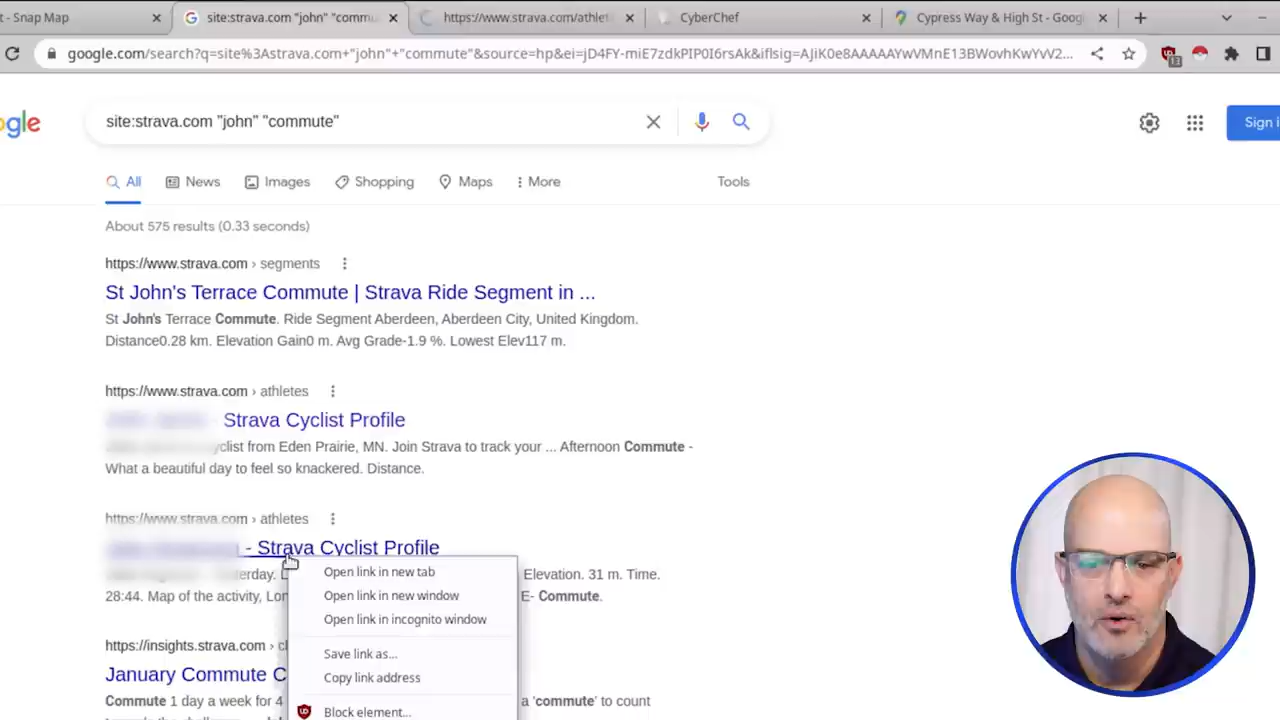 t - Snap Map
site:strava.com "john" "commu
https://www.strava.com/athlet
CyberChef
Cypress Way & High St - Googl
google.com/search?q=site%3Astrava.com+"john"+"commute"&source=hp&ei=jD4FY-miE7zdkPIP0I6rsAk&iflsig=AJiK0e8AAAAAYwVMnE13BWovhKwYvV2...
13
gle
site:strava.com "john" "commute"
Sign i
All
News
Images
Shopping
Maps
More
Tools
About 575 results (0.33 seconds)
https://www.strava.com › segments
St John's Terrace Commute | Strava Ride Segment in ...
St John's Terrace Commute. Ride Segment Aberdeen, Aberdeen City, United Kingdom.
Distance0.28 km. Elevation Gain0 m. Avg Grade-1.9 %. Lowest Elev117 m.
https://www.strava.com › athletes
- Strava Cyclist Profile
yclist from Eden Prairie, MN. Join Strava to track your ... Afternoon Commute -
What a beautiful day to feel so knackered. Distance.
https://www.strava.com › athletes
- Strava Cyclist Profile
erday. Elevation. 31 m. Time.
28:44. Map of the activity, Lon E- Commute.
Open link in new tab
Open link in new window
Open link in incognito window
Save link as...
Copy link address
Block element...
https://insights.strava.com ›
January Commute C
Commute 1 day a week for 4 a 'commute' to count